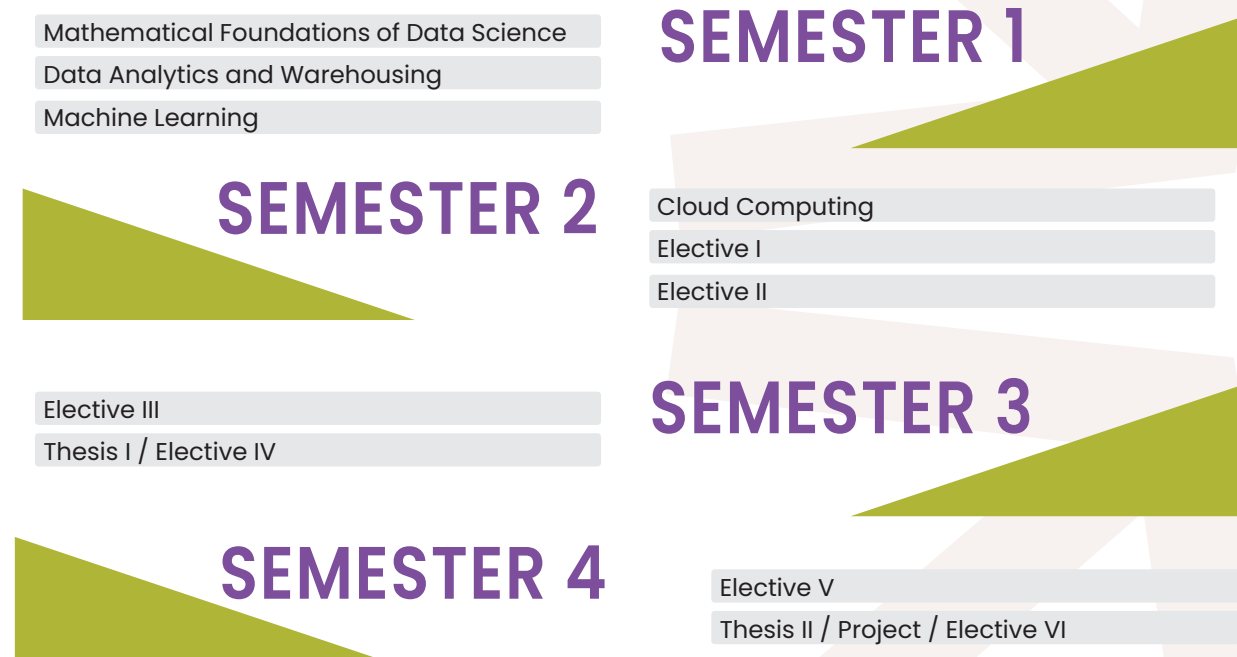 Mathematical Foundations of Data Science
Data Analytics and Warehousing
Machine Learning
SEMESTER 1
SEMESTER 2
Cloud Computing
Elective I
Elective II
Elective III
Thesis I / Elective IV
SEMESTER 3
SEMESTER 4
Elective V
Thesis II / Project / Elective VI